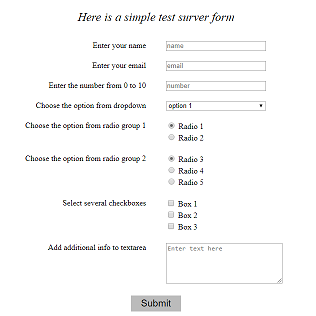 Here is a simple test surver form
Enter your name name
Enter your email email
Enter the number from 0 to 10 number
Choose the option from dropdown option 1
Choose the option from radio group 1 Radio 1
Radio 2
Choose the option from radio group 2 Radio 3
Radio 4
Radio 5
Select several checkboxes Box 1
Box 2
Box 3
Add additional info to textarea Enter text here
Submit